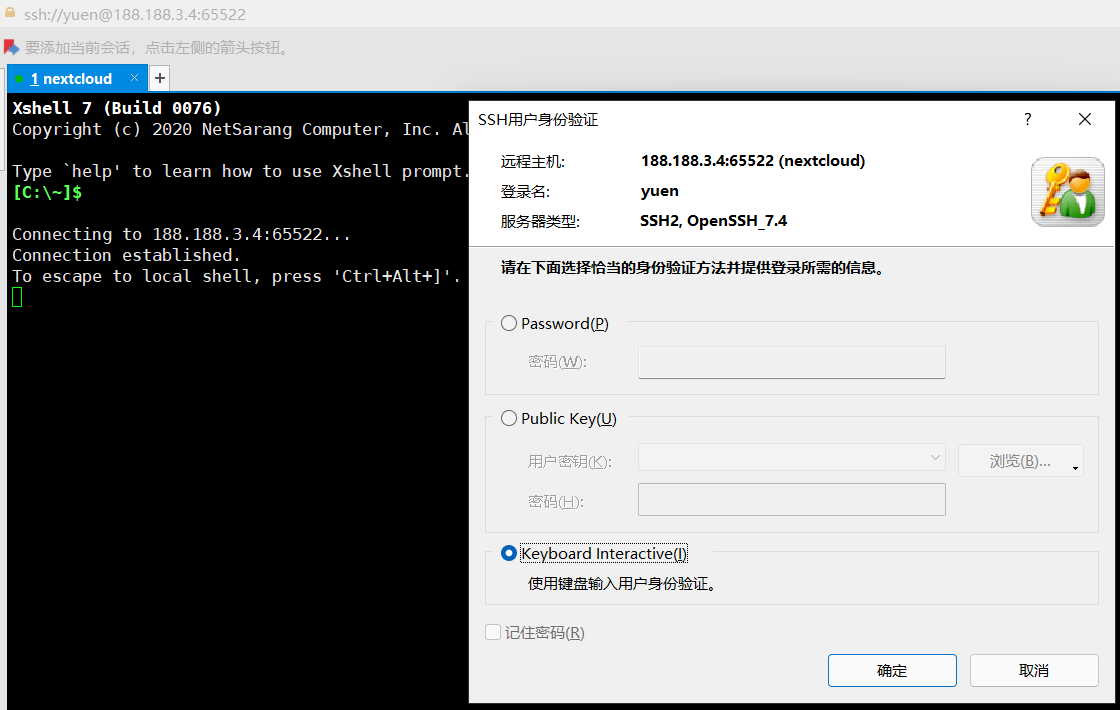 ssh://yuen@188.188.3.4:65522
要添加当前会话，点击左侧的箭头按钮。
1 nextcloud
+
Xshell 7 (Build 0076)
Copyright (c) 2020 NetSarang Computer, Inc. Al
Type `help' to learn how to use Xshell prompt.
[C:\~]$
Connecting to 188.188.3.4:65522...
Connection established.
To escape to local shell, press 'Ctrl+Alt+]'.
SSH用户身份验证
?
远程主机: 188.188.3.4:65522 (nextcloud)
登录名: yuen
服务器类型: SSH2, OpenSSH_7.4
请在下面选择恰当的身份验证方法并提供登录所需的信息。
Password(P)
密码(W):
Public Key(U)
用户密钥(K):
浏览(B)...
密码(H):
Keyboard Interactive(I)
使用键盘输入用户身份验证。
记住密码(R)
确定 取消